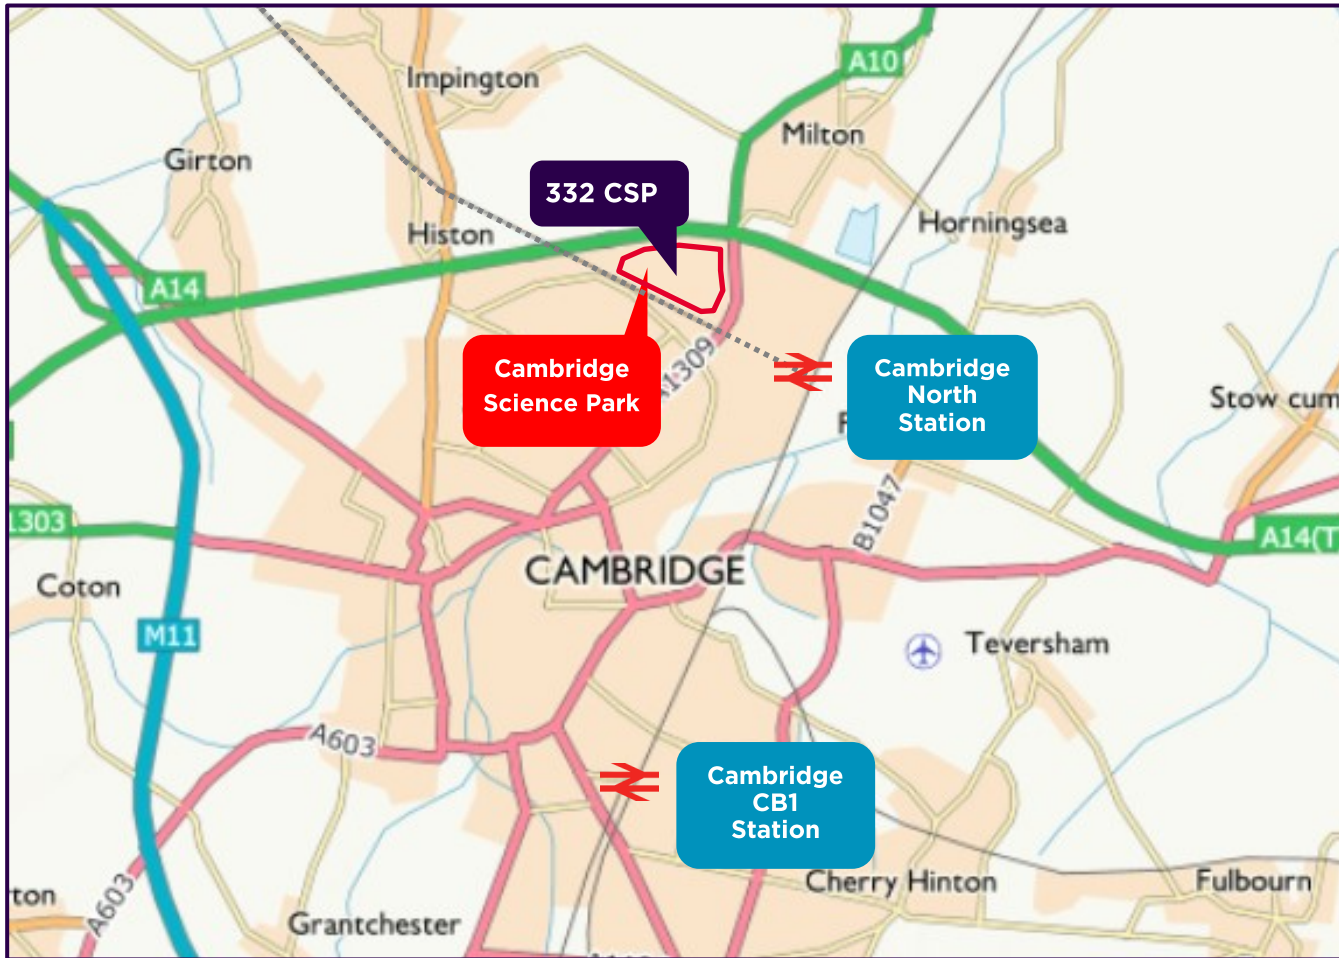 A10
Impington
Milton
Girton
332 CSP
Horningsea
Histon
A14
Cambridge
Science Park
Cambridge
North
Station
A1309
Stow cum
B1047
1303
A14(T
CAMBRIDGE
Coton
M11
Teversham
A603
Cambridge
CB1
Station
Cherry Hinton
Fulbourn
A603
Grantchester